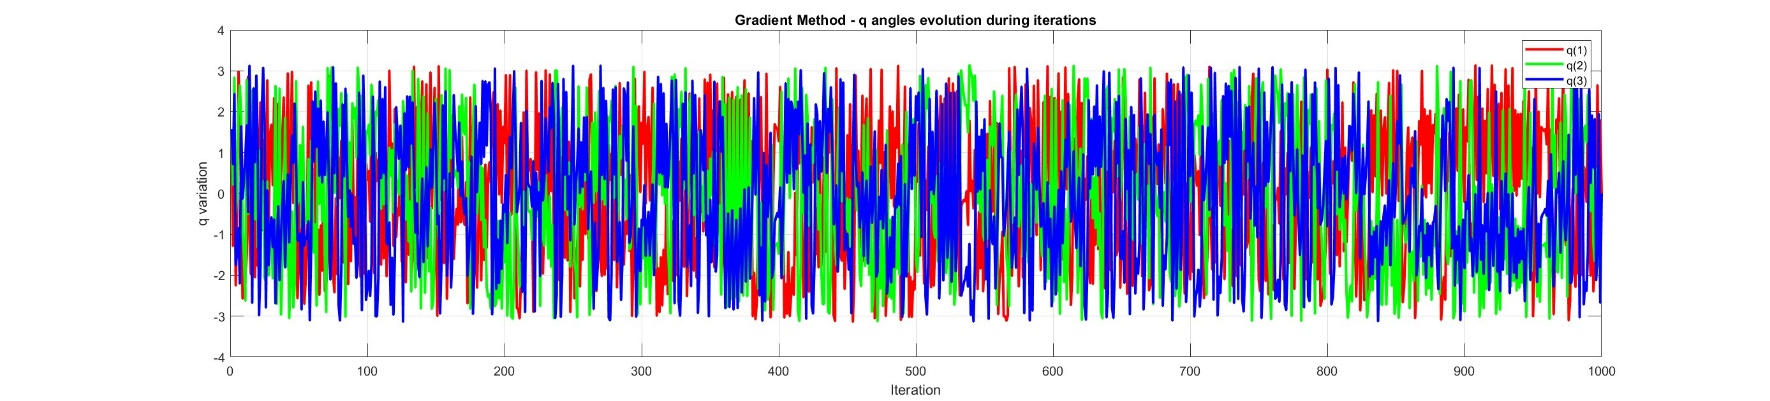 Gradient Method - q angles evolution during iterations
4
3
2
1
0
-1
-2
-3
-4
q variation
q(1)
q(2)
q(3)
0 100 200 300 400 500 600 700 800 900 1000
Iteration